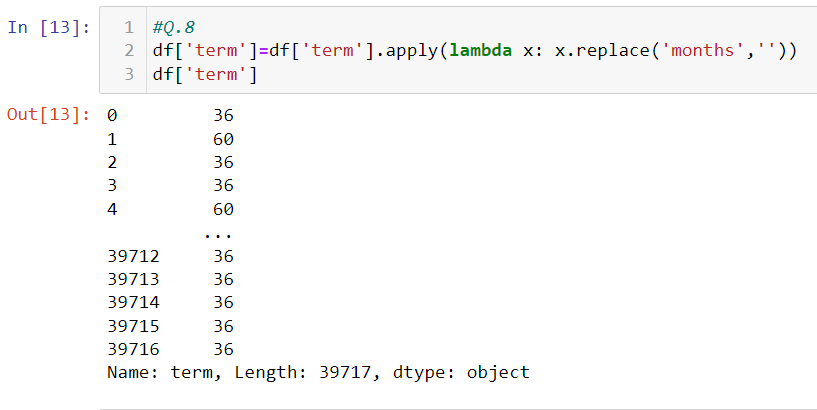 In [13]:
1 #Q.8
2 df['term']=df['term'].apply(lambda x: x.replace('months',''))
3 df['term']
Out[13]: 0 36
1 60
2 36
3 36
4 60
...
39712 36
39713 36
39714 36
39715 36
39716 36
Name: term, Length: 39717, dtype: object